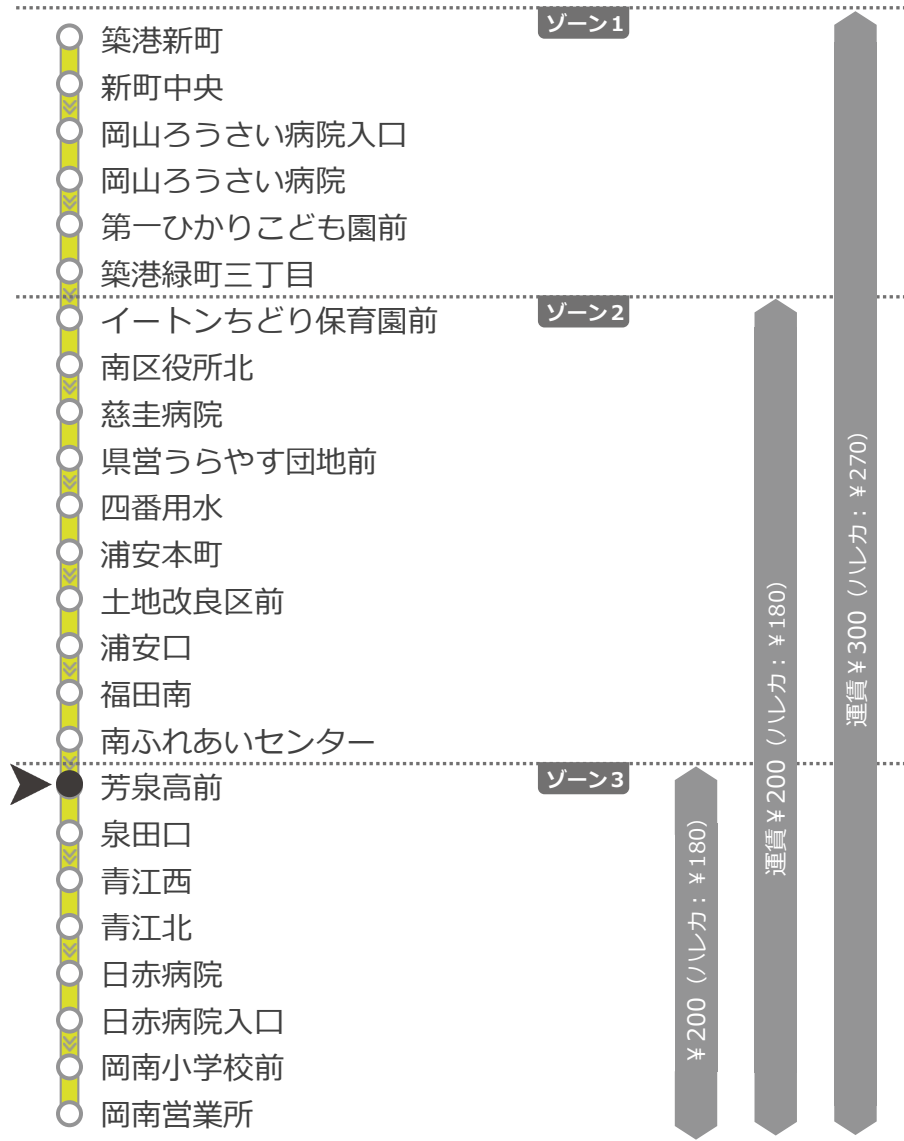 ゾーン1
築港新町
新町中央
岡山ろうさい病院入口
岡山ろうさい病院
第一ひかりこども園前
築港緑町三丁目
ゾーン2
イートンちどり保育園前
南区役所北
慈圭病院
県営うらやす団地前
四番用水
浦安本町
土地改良区前
浦安口
福田南
南ふれあいセンター
ゾーン3
芳泉高前
泉田口
青江西
青江北
日赤病院
日赤病院入口
岡南小学校前
岡南営業所
¥200（ハレカ：¥180）
運賃¥200（ハレカ：¥180）
運賃¥300（ハレカ：¥270）